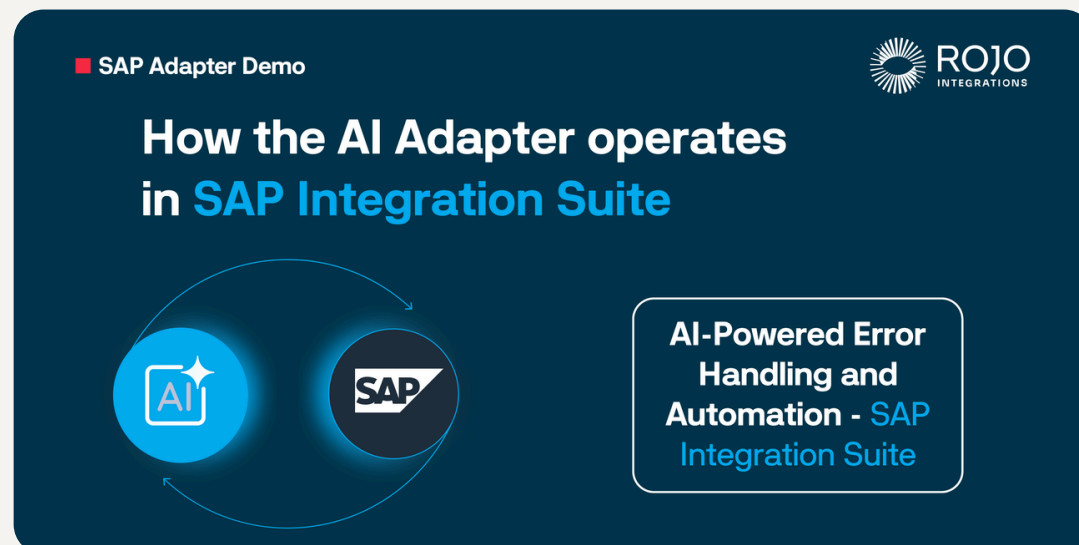 SAP Adapter Demo
ROJO
INTEGRATIONS
How the AI Adapter operates
in SAP Integration Suite
AI
SAP
AI-Powered Error
Handling and
Automation - SAP
Integration Suite